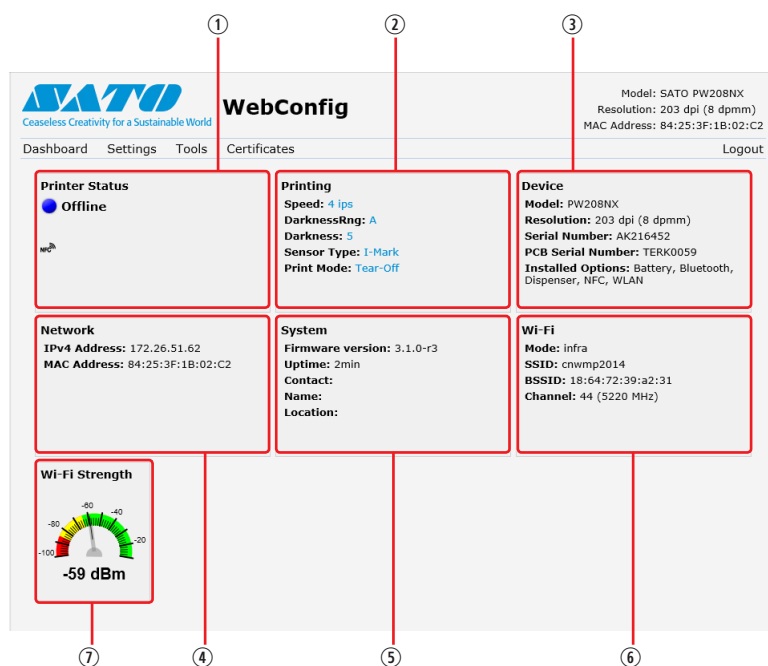 ① ② ③
SATO
Ceaseless Creativity for a Sustainable World
WebConfig
Model: SATO PW208NX
Resolution: 203 dpi (8 dpmm)
MAC Address: 84:25:3F:1B:02:C2
Dashboard Settings Tools Certificates Logout
Printer Status
Offline
NFC
Printing
Speed: 4 ips
DarknessRng: A
Darkness: 5
Sensor Type: I-Mark
Print Mode: Tear-Off
Device
Model: PW208NX
Resolution: 203 dpi (8 dpmm)
Serial Number: AK216452
PCB Serial Number: TERK0059
Installed Options: Battery, Bluetooth,
Dispenser, NFC, WLAN
Network
IPv4 Address: 172.26.51.62
MAC Address: 84:25:3F:1B:02:C2
System
Firmware version: 3.1.0-r3
Uptime: 2min
Contact:
Name:
Location:
Wi-Fi
Mode: infra
SSID: cnwmp2014
BSSID: 18:64:72:39:a2:31
Channel: 44 (5220 MHz)
Wi-Fi Strength
-100
-80
-60
-40
-20
-59 dBm
⑦ ④ ⑤ ⑥